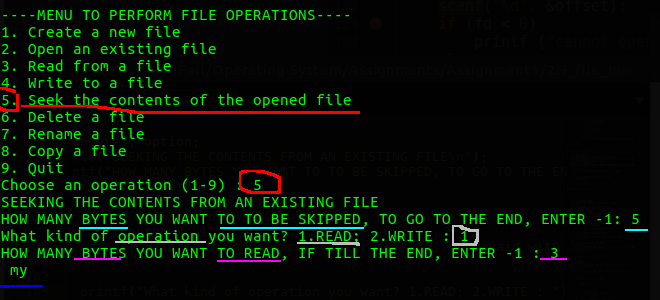 ----MENU TO PERFORM FILE OPERATIONS----
1. Create a new file
2. Open an existing file
3. Read from a file
4. Write to a file
5. Seek the contents of the opened file
6. Delete a file
7. Rename a file
8. Copy a file
9. Quit
Choose an operation (1-9) : 5
SEEKING THE CONTENTS FROM AN EXISTING FILE
HOW MANY BYTES YOU WANT TO TO BE SKIPPED, TO GO TO THE END, ENTER -1: 5
What kind of operation you want? 1.READ; 2.WRITE : 1
HOW MANY BYTES YOU WANT TO READ, IF TILL THE END, ENTER -1 : 3
my